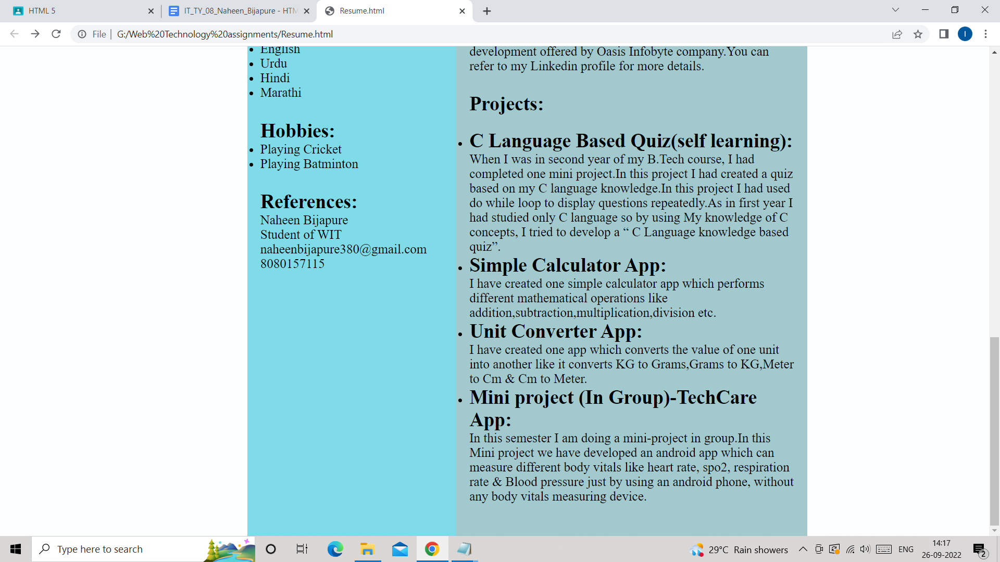 HTML 5
IT_TY_08_Naheen_Bijapure - HTM
Resume.html
File
G:/Web%20Technology%20assignments/Resume.html
I
English
Urdu
Hindi
Marathi
Hobbies:
Playing Cricket
Playing Batminton
References:
Naheen Bijapure
Student of WIT
naheenbijapure380@gmail.com
8080157115
development offered by Oasis Infobyte company.You can
refer to my Linkedin profile for more details.
Projects:
C Language Based Quiz(self learning):
When I was in second year of my B.Tech course, I had
completed one mini project.In this project I had created a quiz
based on my C language knowledge.In this project I had used
do while loop to display questions repeatedly.As in first year I
had studied only C language so by using My knowledge of C
concepts, I tried to develop a “ C Language knowledge based
quiz”.
Simple Calculator App:
I have created one simple calculator app which performs
different mathematical operations like
addition,subtraction,multiplication,division etc.
Unit Converter App:
I have created one app which converts the value of one unit
into another like it converts KG to Grams,Grams to KG,Meter
to Cm & Cm to Meter.
Mini project (In Group)-TechCare
App:
In this semester I am doing a mini-project in group.In this
Mini project we have developed an android app which can
measure different body vitals like heart rate, spo2, respiration
rate & Blood pressure just by using an android phone, without
any body vitals measuring device.
Type here to search
29°C Rain showers
ENG
14:17
26-09-2022
2